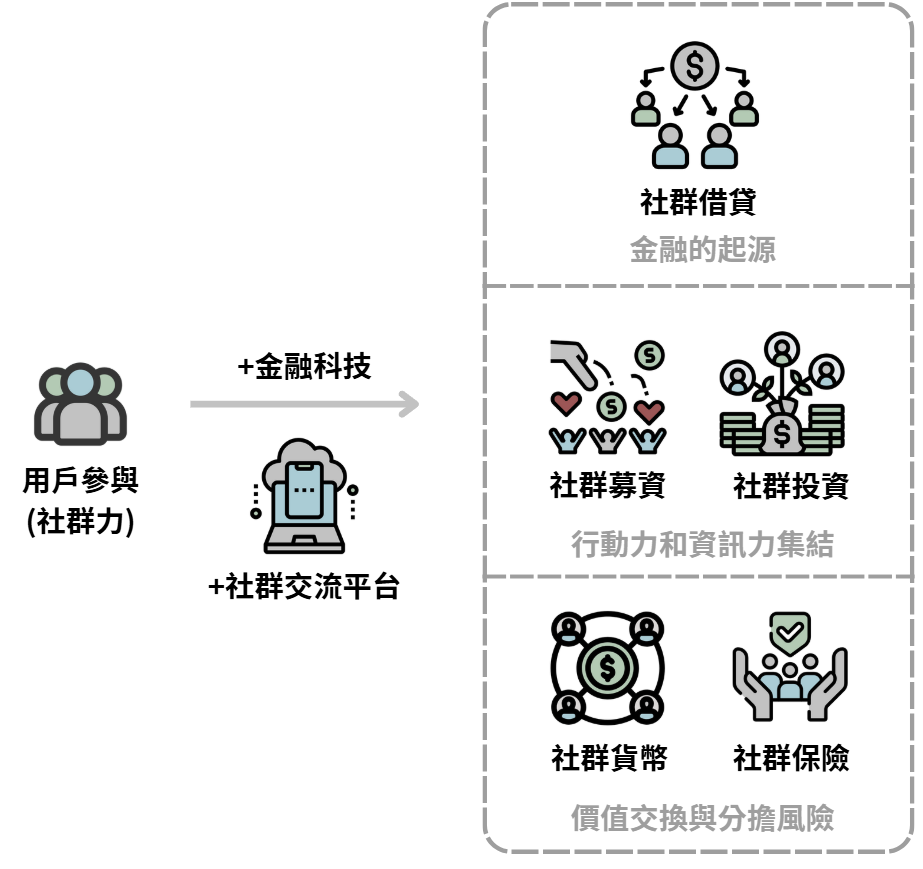 用戶參與
(社群力)
+金融科技
+社群交流平台
$
社群借貸
金融的起源
S
S
社群募資
$
社群投資
行動力和資訊力集結
$
社群貨幣
社群保險
價值交換與分擔風險